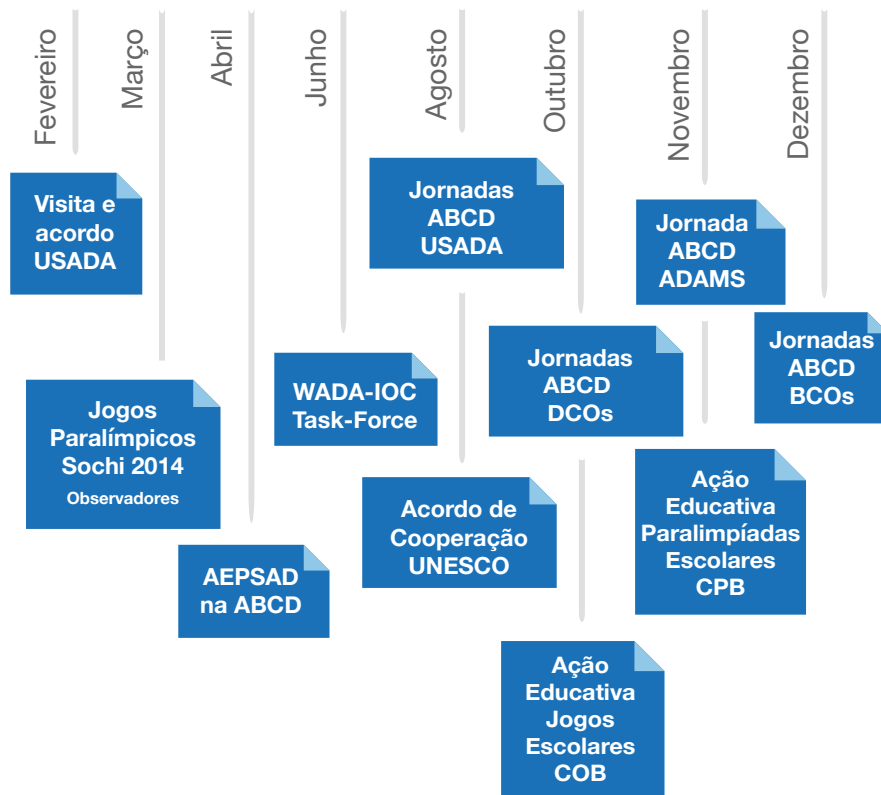 Fevereiro
Março
Abril
Junho
Agosto
Outubro
Novembro
Dezembro
Visita e
acordo
USADA
Jornadas
ABCD
USADA
Jornada
ABCD
ADAMS
Jogos
Paralímpicos
Sochi 2014
Observadores
WADA-IOC
Task-Force
Jornadas
ABCD
DCOs
Jornadas
ABCD
BCOs
AEPSAD
na ABCD
Acordo de
Cooperação
UNESCO
Ação
Educativa
Paralimpíadas
Escolares
CPB
Ação
Educativa
Jogos
Escolares
COB